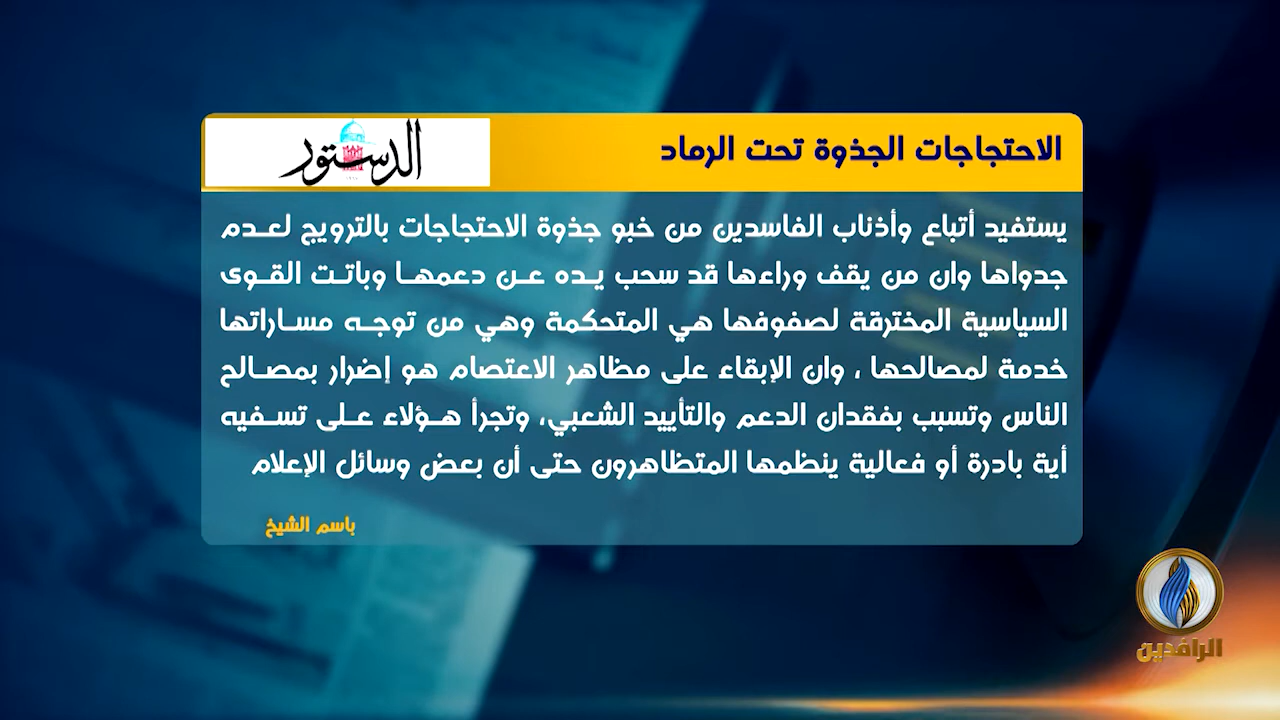 الدستور
الاحتجاجات الجذوة تحت الرماد
يستفيد أتباع وأذناب الفاسدين من خبو جذوة الاحتجاجات بالترويج لعدم
جدواها وان من يقف وراءها قد سحب يده عن دعمها وباتت القوى
السياسية المخترقة لصفوفها هي المتحكمة وهي من توجه مساراتها
خدمة لمصالحها ، وان الإبقاء على مظاهر الاعتصام هو إضرار بمصالح
الناس وتسبب بفقدان الدعم والتأييد الشعبي، وتجرأ هؤلاء على تسفيه
أية بادرة أو فعالية ينظمها المتظاهرون حتى أن بعض وسائل الإعلام
باسم الشيخ
الرافدين